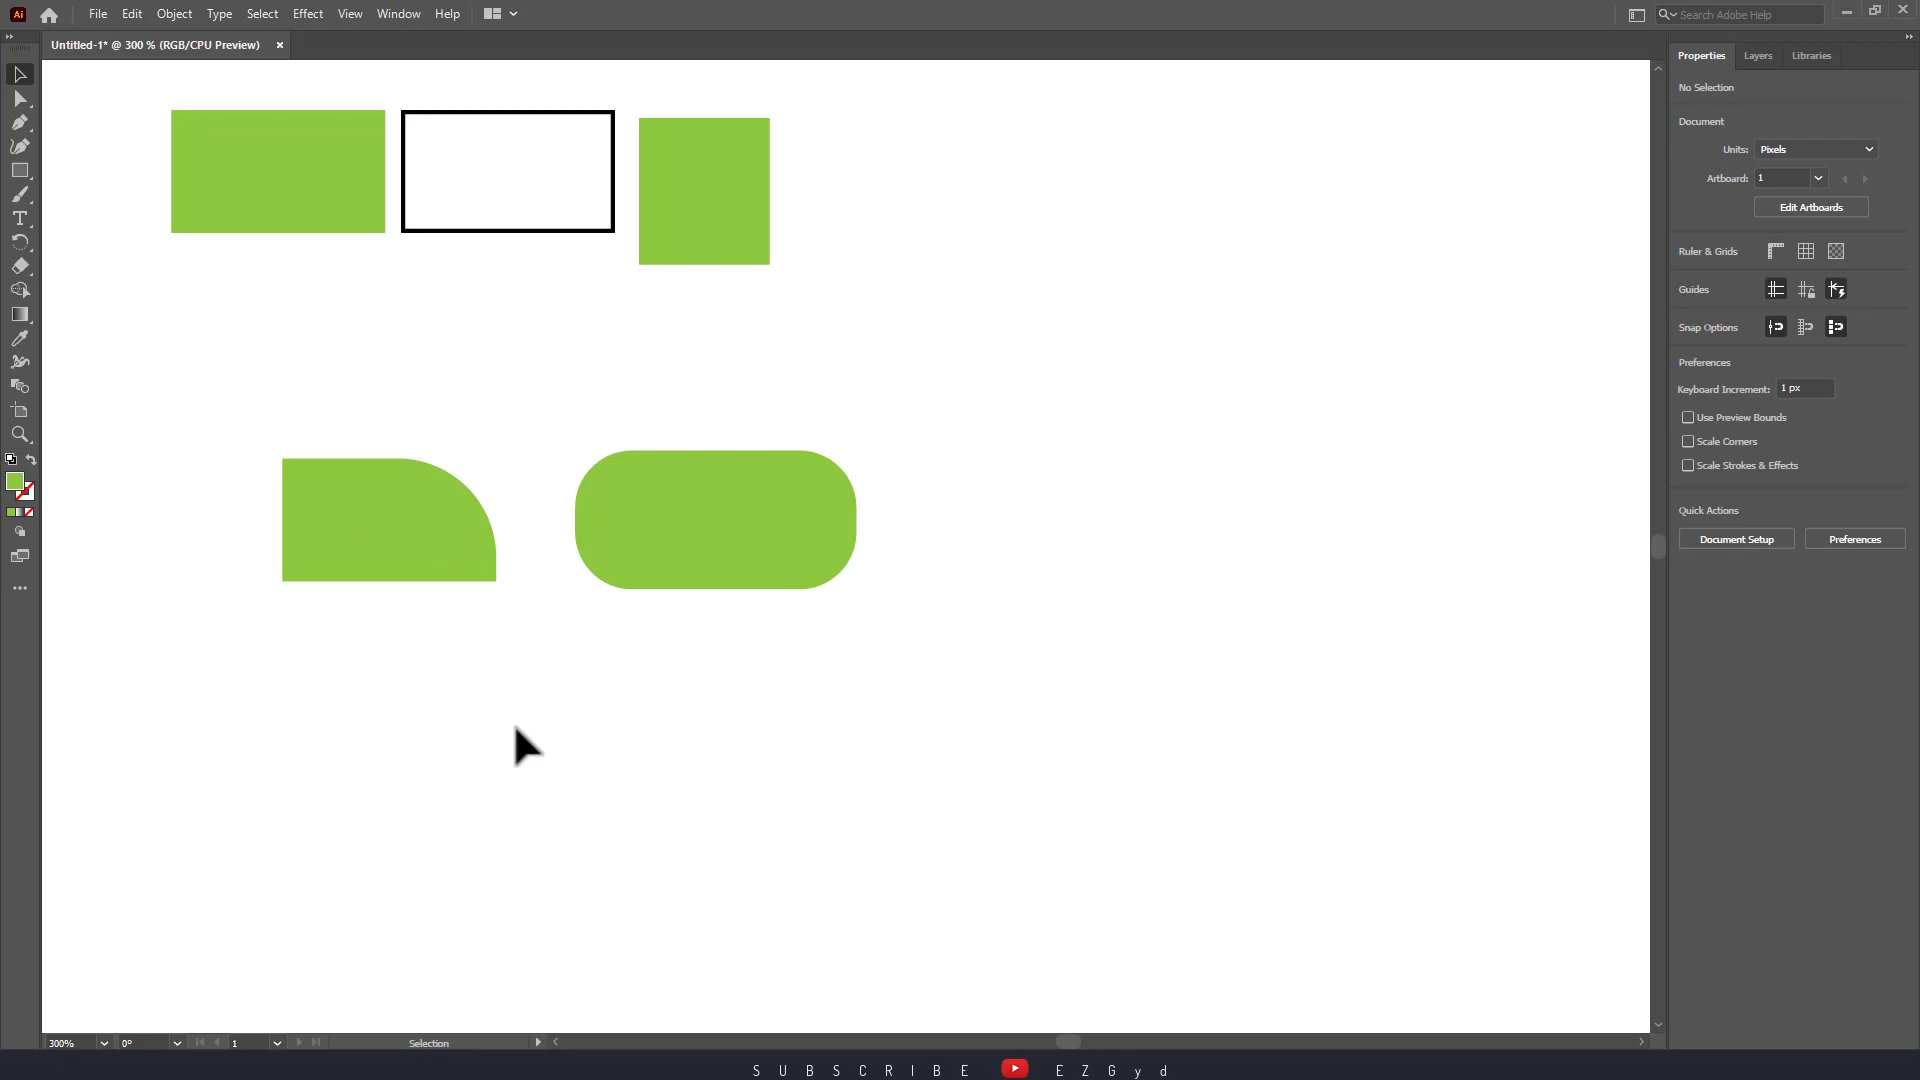 Ai File Edit Object Type Select Effect View Window Help Search Adobe Help
Untitled-1* @ 300 % (RGB/CPU Preview) ×
Properties Layers Libraries
No Selection
Document
Units: Pixels
Artboard: 1
Edit Artboards
Ruler & Grids
Guides
Snap Options
Preferences
Keyboard Increment: 1 px
Use Preview Bounds
Scale Corners
Scale Strokes & Effects
Quick Actions
Document Setup Preferences
300% 0° 1 Selection
SUBSCRIBE EZGyd